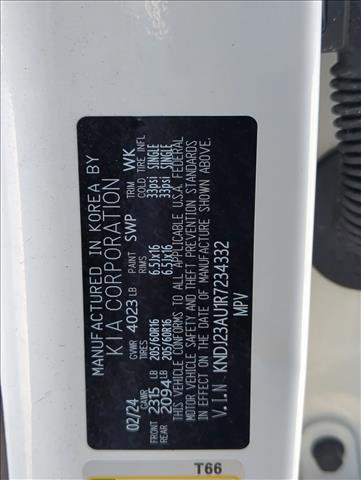 MANUFACTURED IN KOREA BY
KIA CORPORATION
02/24 GVWR 4023 LB PAINT SWP TRIM WK
GAWR RIMS COLD TIRE INFL
FRONT 2315 LB 205/60R16 6.5Jx16 33psi SINGLE
REAR 2094 LB 205/60R16 6.5Jx16 33psi SINGLE
THIS VEHICLE CONFORMS TO ALL APPLICABLE U.S.A. FEDERAL
MOTOR VEHICLE SAFETY AND THEFT PREVENTION STANDARDS
IN EFFECT ON THE DATE OF MANUFACTURE SHOWN ABOVE.
V.I.N KNDJ23AU1R7234332
MPV
T66